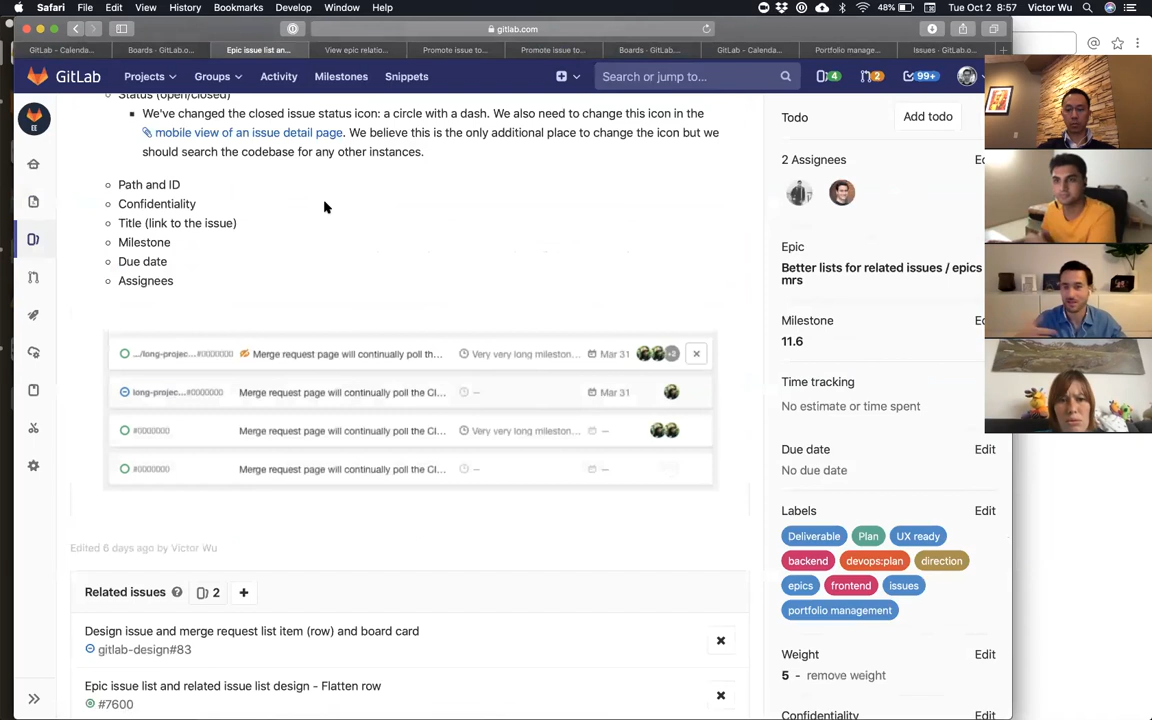 Safari File Edit View History Bookmarks Develop Window Help 48% Tue Oct 2 8:57 Victor Wu
gitlab.com
GitLab - Calenda... Boards · GitLab.o... Epic issue list an... View epic relatio... Promote issue to... Promote issue to... Boards · GitLab.... GitLab - Calenda... Portfolio manage... Issues · GitLab.o...
GitLab Projects Groups Activity Milestones Snippets Search or jump to... 4 2 99+
EE
Status (open/closed)
We've changed the closed issue status icon: a circle with a dash. We also need to change this icon in the
mobile view of an issue detail page. We believe this is the only additional place to change the icon but we
should search the codebase for any other instances.
Path and ID
Confidentiality
Title (link to the issue)
Milestone
Due date
Assignees
.../long-projec...#0000000 Merge request page will continually poll th... Very very long mileston... Mar 31 +2
long-projec...#0000000 Merge request page will continually poll the CI... – Mar 31
#0000000 Merge request page will continually poll the CI... Very very long mileston... –
#0000000 Merge request page will continually poll the CI... – –
Edited 6 days ago by Victor Wu
Related issues 2
Design issue and merge request list item (row) and board card
gitlab-design#83
Epic issue list and related issue list design - Flatten row
#7600
Todo Add todo
2 Assignees
Epic
Better lists for related issues / epics
mrs
Milestone
11.6
Time tracking
No estimate or time spent
Due date Edit
No due date
Labels Edit
Deliverable Plan UX ready
backend devops:plan direction
epics frontend issues
portfolio management
Weight Edit
5 - remove weight
Confidentiality Edit